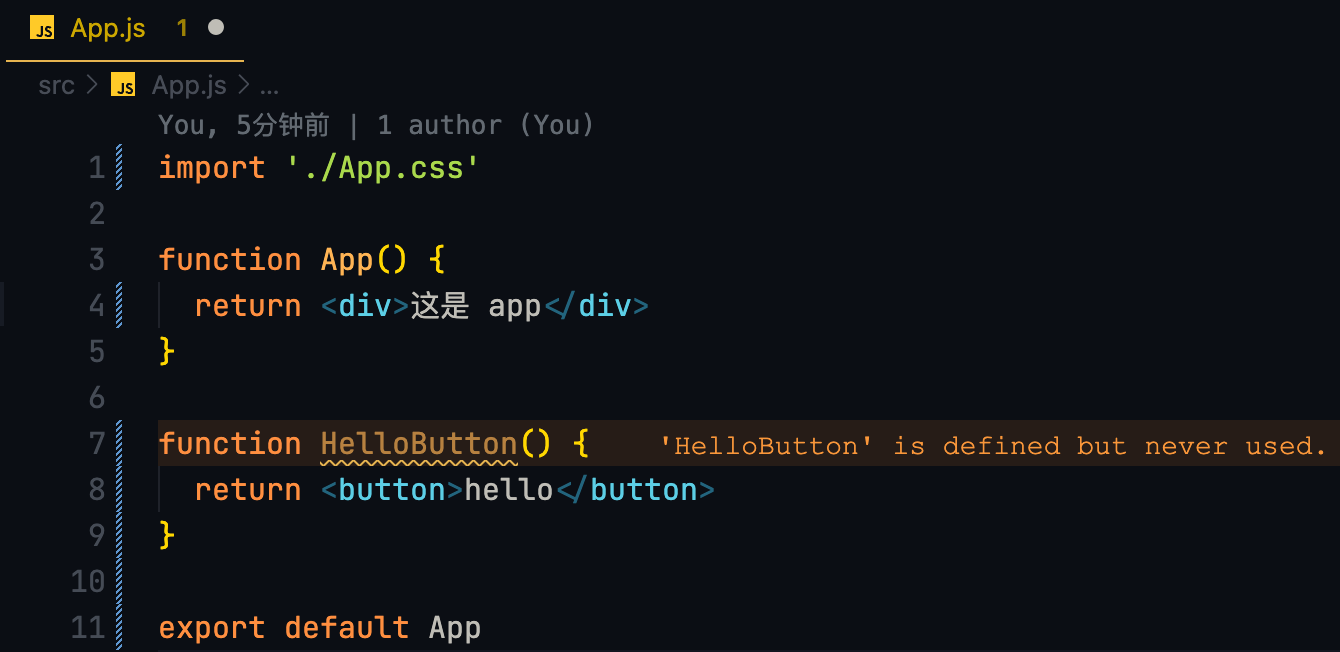 JS App.js 1
src > JS App.js > ...
You, 5分钟前 | 1 author (You)
1 import './App.css'
2
3 function App() {
4 return <div>这是 app</div>
5 }
6
7 function HelloButton() { 'HelloButton' is defined but never used.
8 return <button>hello</button>
9 }
10
11 export default App